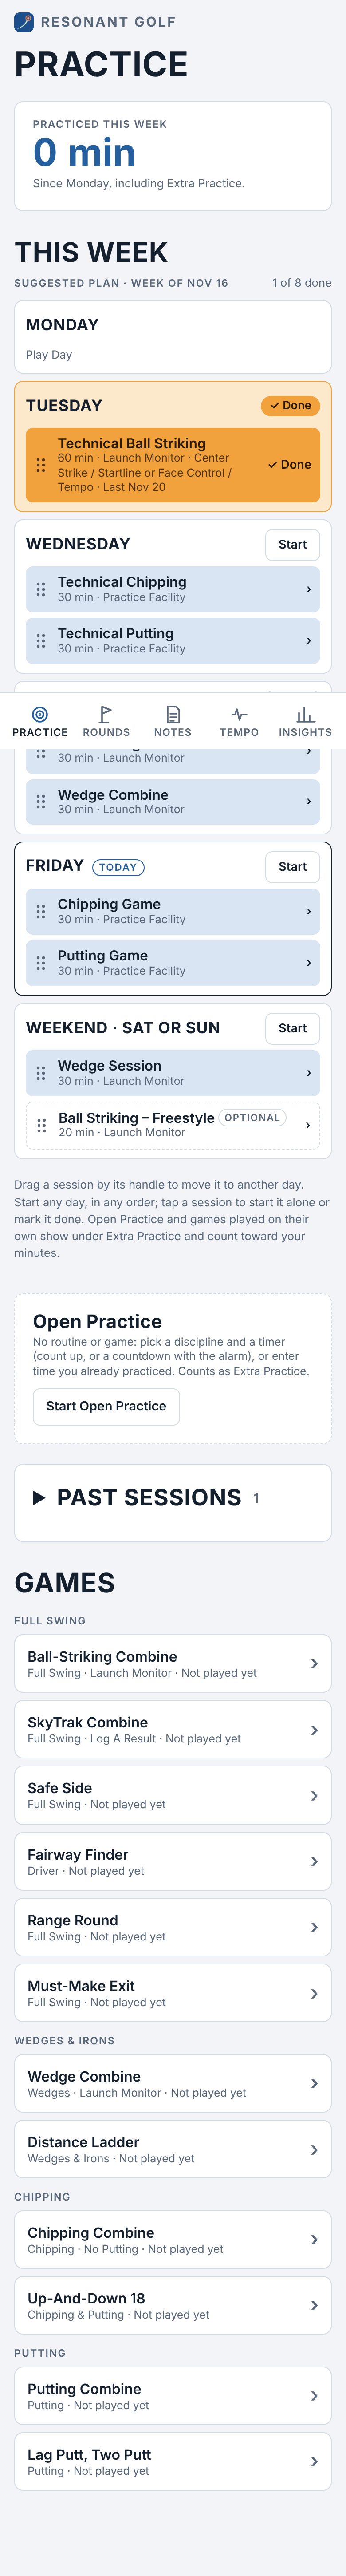 RESONANT GOLF
PRACTICE
PRACTICED THIS WEEK
0 min
Since Monday, including Extra Practice.
THIS WEEK
SUGGESTED PLAN · WEEK OF NOV 16
1 of 8 done
MONDAY
Play Day
TUESDAY
✓ Done
Technical Ball Striking
60 min · Launch Monitor · Center
Strike / Startline or Face Control /
Tempo · Last Nov 20
✓ Done
WEDNESDAY
Start
Technical Chipping
30 min · Practice Facility
›
Technical Putting
30 min · Practice Facility
›
PRACTICE
ROUNDS
NOTES
TEMPO
INSIGHTS
30 min · Launch Monitor
›
Wedge Combine
30 min · Launch Monitor
›
FRIDAY
TODAY
Start
Chipping Game
30 min · Practice Facility
›
Putting Game
30 min · Practice Facility
›
WEEKEND · SAT OR SUN
Start
Wedge Session
30 min · Launch Monitor
›
Ball Striking – Freestyle
OPTIONAL
20 min · Launch Monitor
›
Drag a session by its handle to move it to another day.
Start any day, in any order; tap a session to start it alone or
mark it done. Open Practice and games played on their
own show under Extra Practice and count toward your
minutes.
Open Practice
No routine or game: pick a discipline and a timer
(count up, or a countdown with the alarm), or enter
time you already practiced. Counts as Extra Practice.
Start Open Practice
▶ PAST SESSIONS 1
GAMES
FULL SWING
Ball-Striking Combine
Full Swing · Launch Monitor · Not played yet
›
SkyTrak Combine
Full Swing · Log A Result · Not played yet
›
Safe Side
Full Swing · Not played yet
›
Fairway Finder
Driver · Not played yet
›
Range Round
Full Swing · Not played yet
›
Must-Make Exit
Full Swing · Not played yet
›
WEDGES & IRONS
Wedge Combine
Wedges · Launch Monitor · Not played yet
›
Distance Ladder
Wedges & Irons · Not played yet
›
CHIPPING
Chipping Combine
Chipping · No Putting · Not played yet
›
Up-And-Down 18
Chipping & Putting · Not played yet
›
PUTTING
Putting Combine
Putting · Not played yet
›
Lag Putt, Two Putt
Putting · Not played yet
›